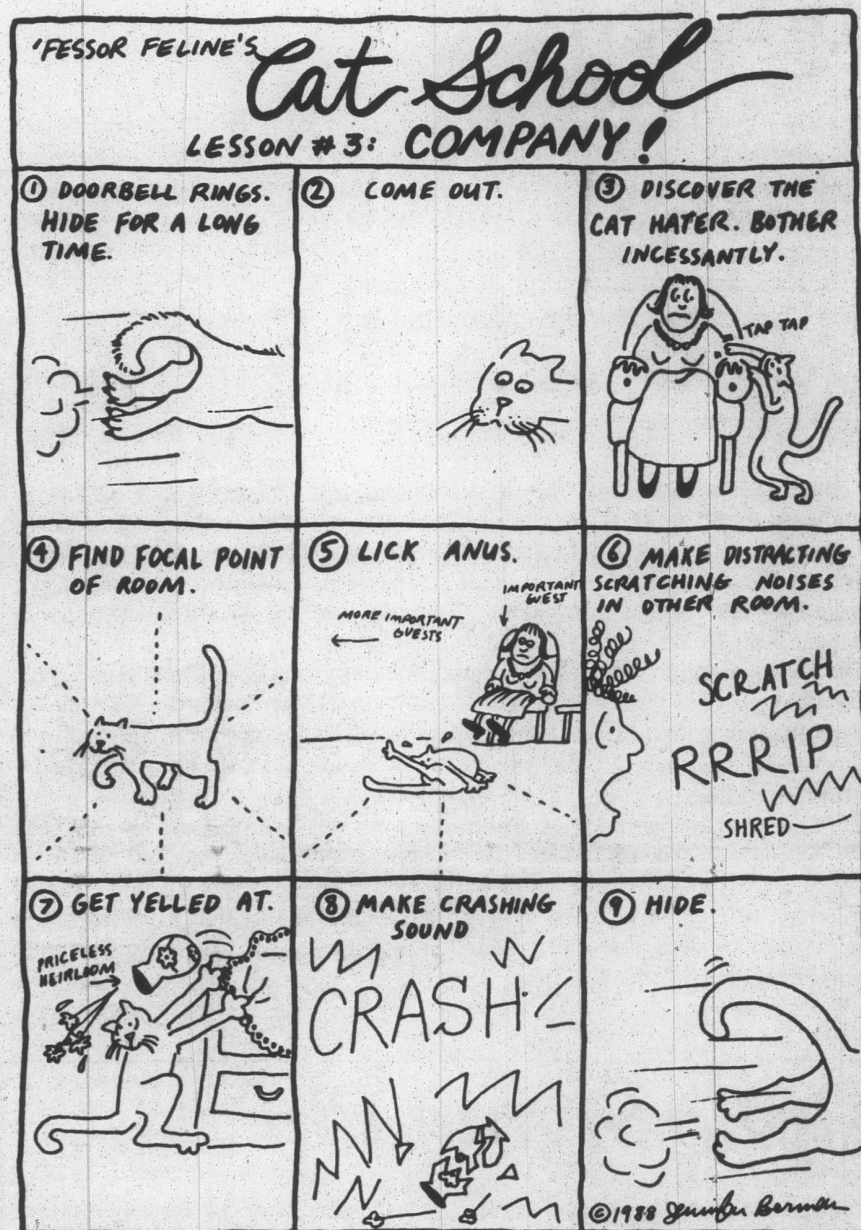 'FESSOR FELINE'S
Cat School
LESSON #3: COMPANY!
① DOORBELL RINGS.
HIDE FOR A LONG
TIME.
② COME OUT.
③ DISCOVER THE
CAT HATER. BOTHER
INCESSANTLY.
TAP TAP
④ FIND FOCAL POINT
OF ROOM.
⑤ LICK ANUS.
IMPORTANT
GUEST
MORE IMPORTANT
GUESTS
⑥ MAKE DISTRACTING
SCRATCHING NOISES
IN OTHER ROOM.
SCRATCH
RRRIP
SHRED
⑦ GET YELLED AT.
PRICELESS
HEIRLOOM
⑧ MAKE CRASHING
SOUND
CRASH!
⑨ HIDE.
©1988 Jennifer Berman